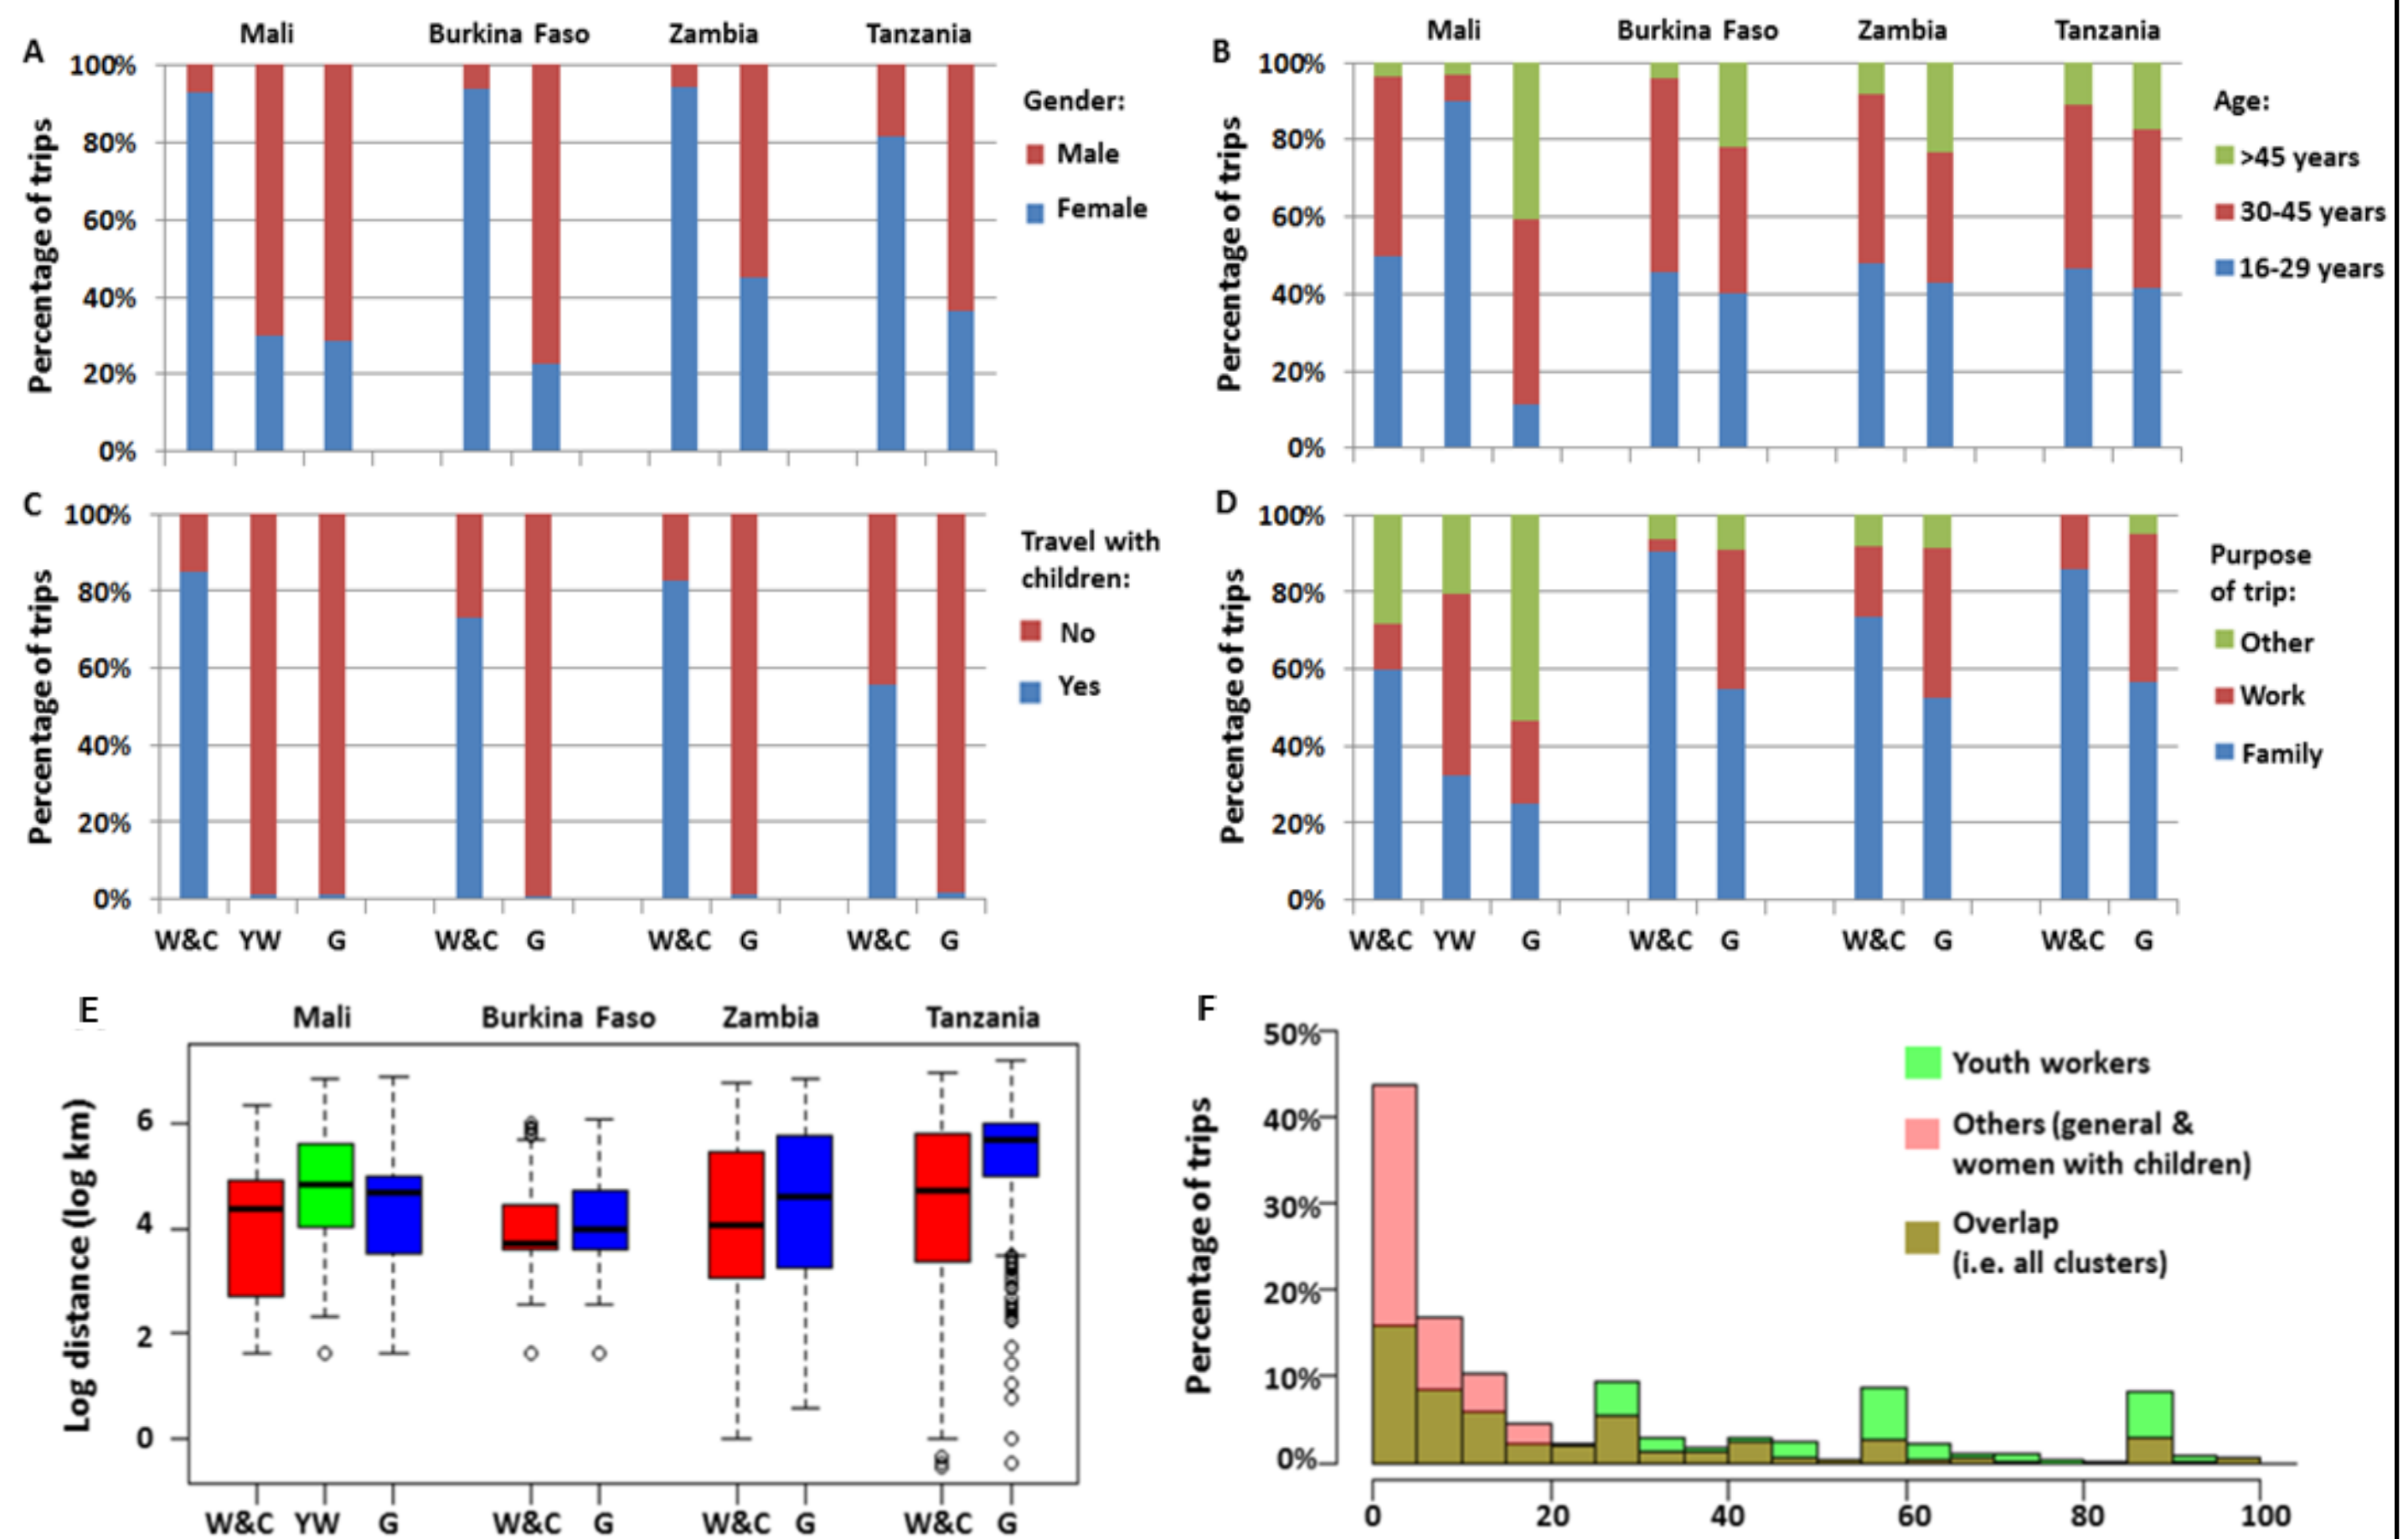 Mali Burkina Faso Zambia Tanzania
A
100%
80%
60%
40%
20%
0%
Percentage of trips
Gender:
Male
Female
Mali Burkina Faso Zambia Tanzania
B
100%
80%
60%
40%
20%
0%
Percentage of trips
Age:
>45 years
30-45 years
16-29 years
C
100%
80%
60%
40%
20%
0%
Percentage of trips
W&C YW G W&C G W&C G W&C G
Travel with
children:
No
Yes
D
100%
80%
60%
40%
20%
0%
Percentage of trips
W&C YW G W&C G W&C G W&C G
Purpose
of trip:
Other
Work
Family
E
Mali Burkina Faso Zambia Tanzania
6
4
2
0
Log distance (log km)
W&C YW G W&C G W&C G W&C G
F
50%
40%
30%
20%
10%
0%
Percentage of trips
Youth workers
Others (general &
women with children)
Overlap
(i.e. all clusters)
0 20 40 60 80 100